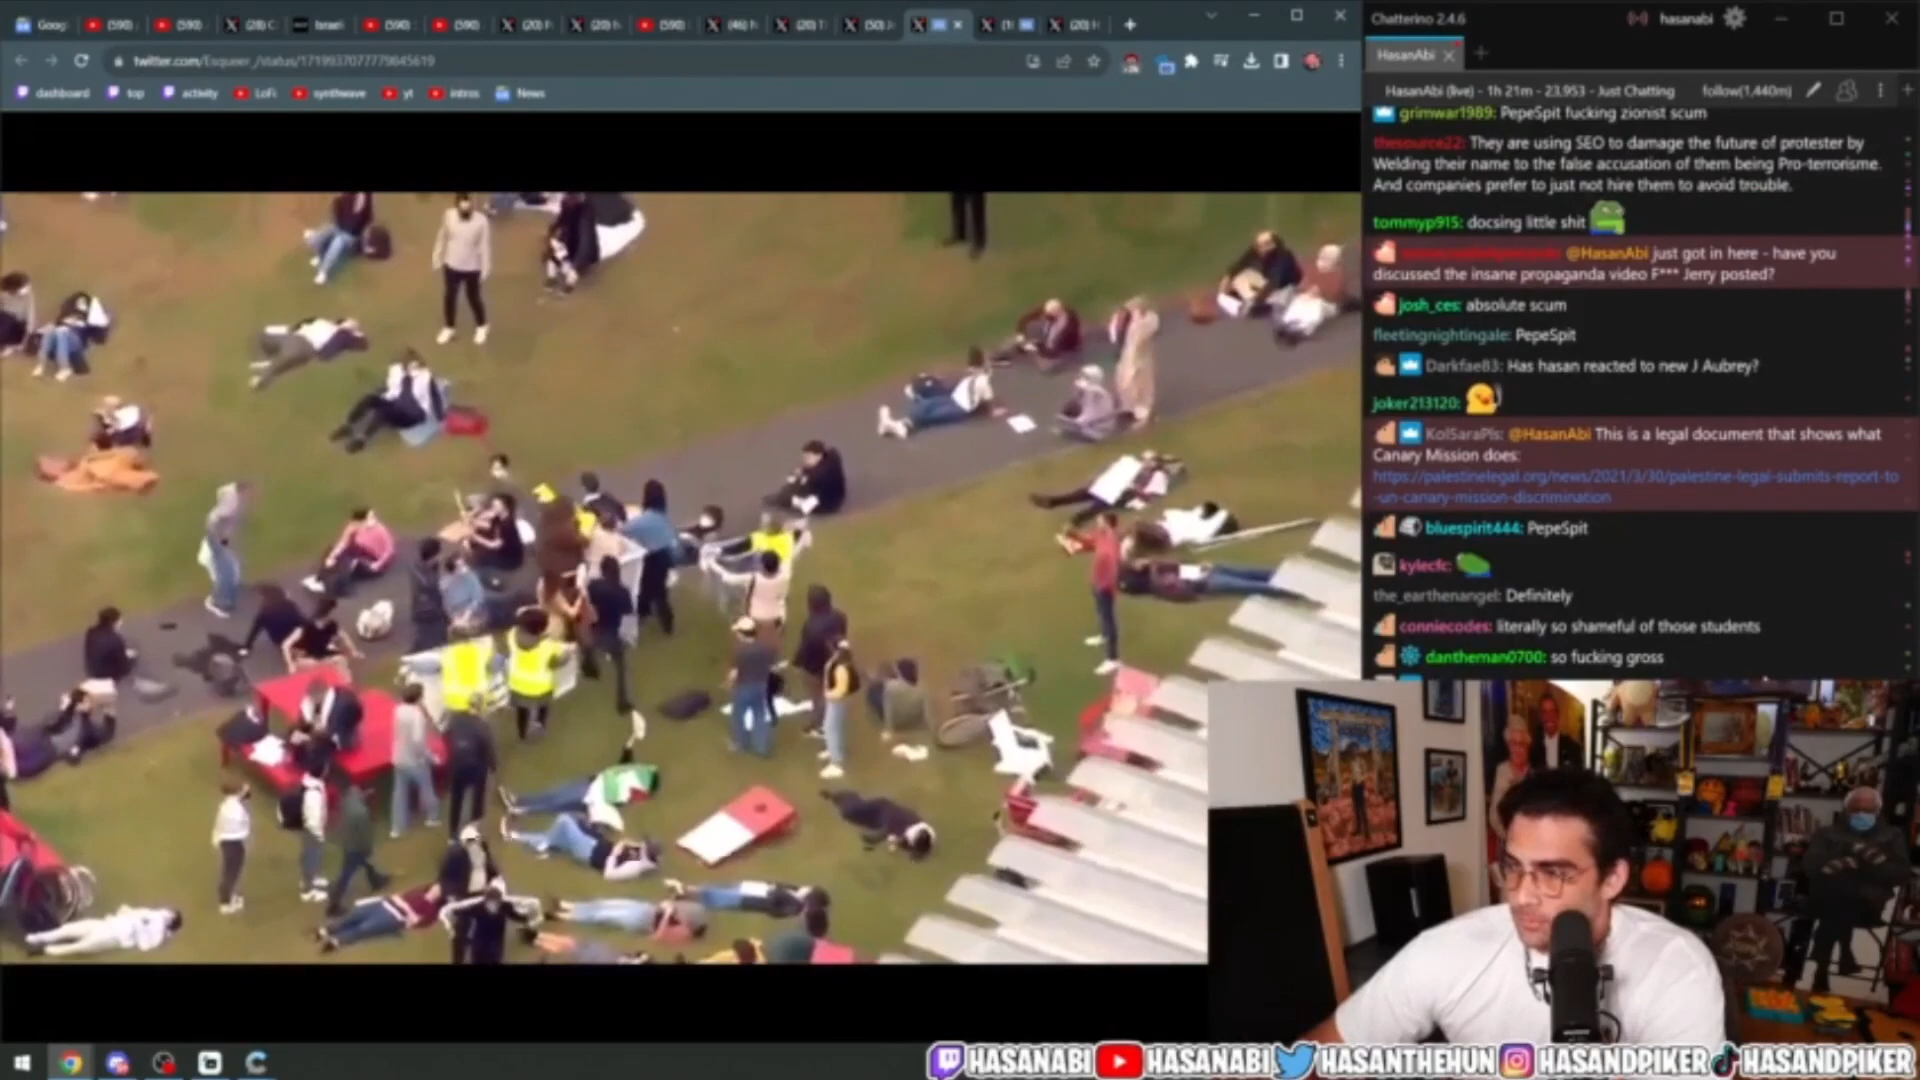 Chatterino 2.4.6
hasanabi
HasanAbi
twitter.com/Esqueer_/status/1719937077779845619
dashboard
top
activity
LoFi
synthwave
yt
intros
News
HasanAbi (live) - 1h 21m - 23,953 - Just Chatting
follow(1,440m)
grimwar1989: PepeSpit fucking zionist scum
thesource22: They are using SEO to damage the future of protester by
Welding their name to the false accusation of them being Pro-terrorisme.
And companies prefer to just not hire them to avoid trouble.
tommyp915: docsing little shit
@HasanAbi just got in here - have you
discussed the insane propaganda video F*** Jerry posted?
josh_ces: absolute scum
fleetingnightingale: PepeSpit
Darkfae83: Has hasan reacted to new J Aubrey?
joker213120:
KolSaraPls: @HasanAbi This is a legal document that shows what
Canary Mission does:
https://palestinelegal.org/news/2021/3/30/palestine-legal-submits-report-to
-un-canary-mission-discrimination
bluespirit444: PepeSpit
kylecfc:
the_earthenangel: Definitely
conniecodes: literally so shameful of those students
dantheman0700: so fucking gross
HASANABI
HASANABI
HASANTHEHUN
HASANDPIKER
HASANDPIKER